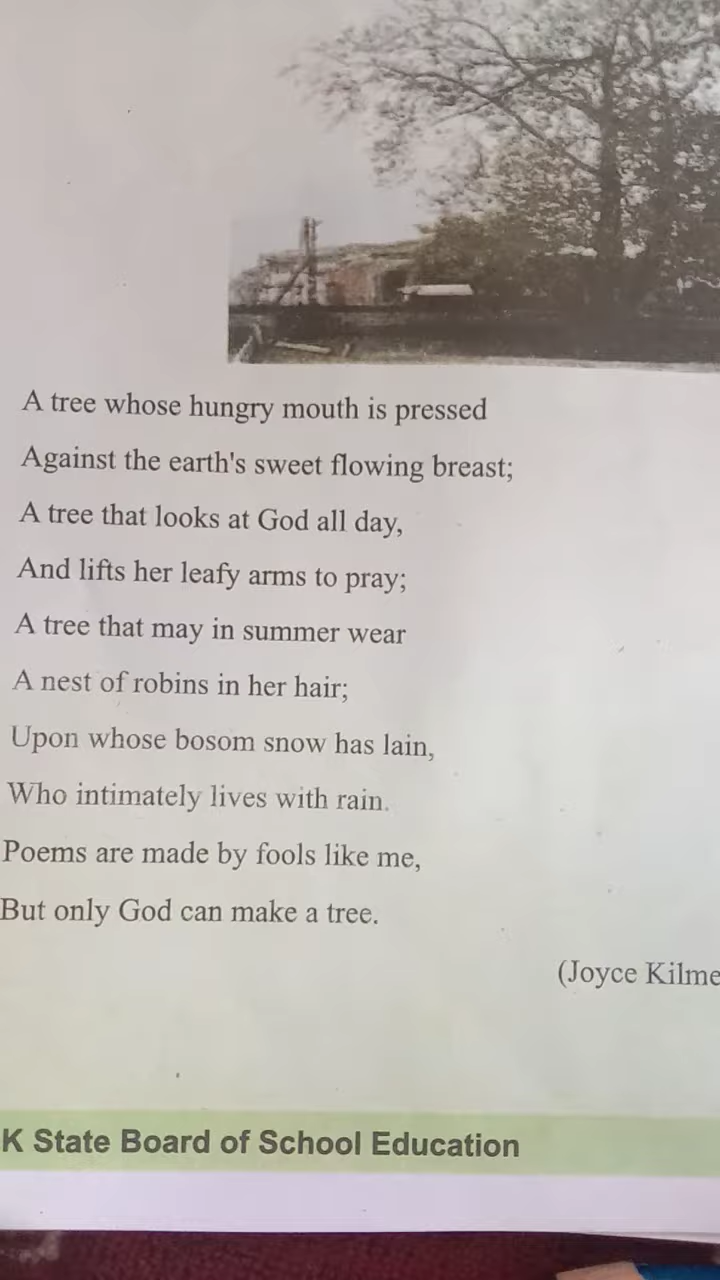 A tree whose hungry mouth is pressed
Against the earth's sweet flowing breast;
A tree that looks at God all day,
And lifts her leafy arms to pray;
A tree that may in summer wear
A nest of robins in her hair;
Upon whose bosom snow has lain,
Who intimately lives with rain.
Poems are made by fools like me,
But only God can make a tree.
(Joyce Kilme
K State Board of School Education